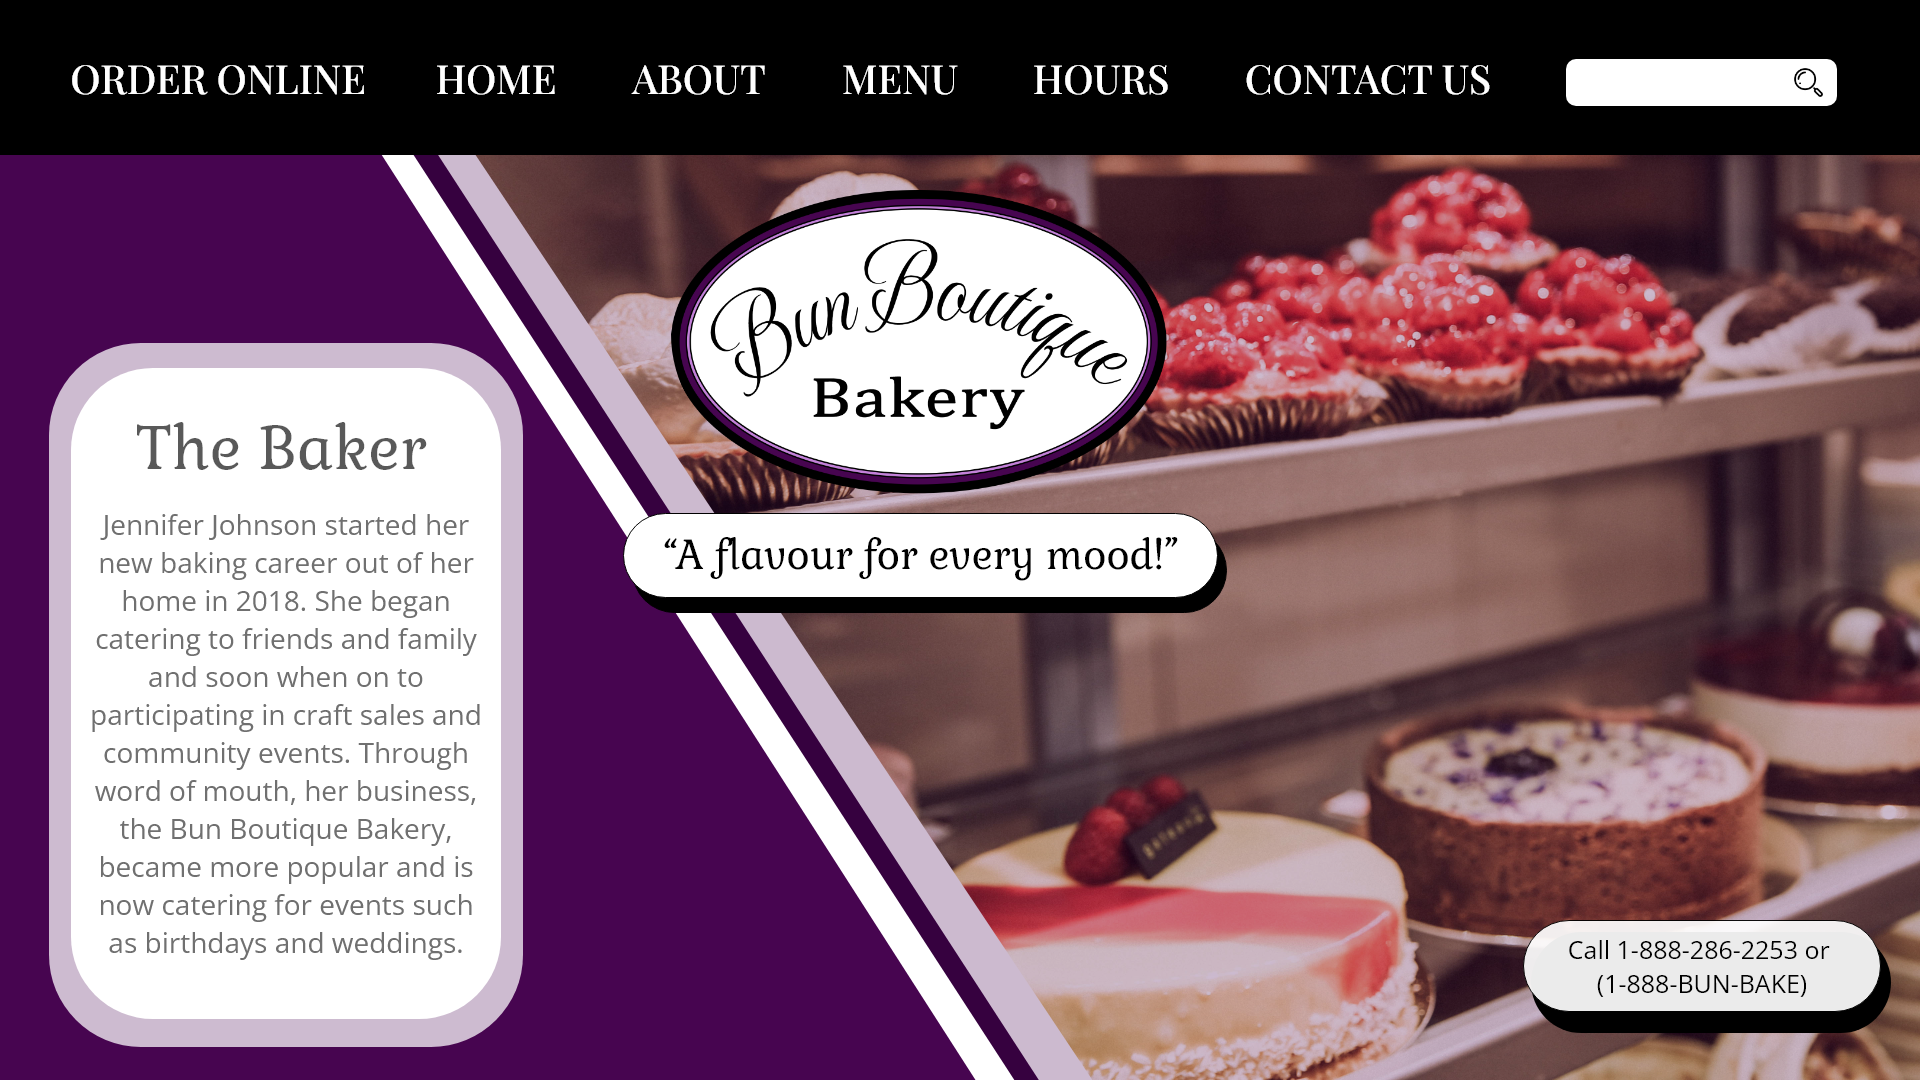 ORDER ONLINE HOME ABOUT MENU HOURS CONTACT US
Bun Boutique
Bakery
“A flavour for every mood!”
The Baker
Jennifer Johnson started her
new baking career out of her
home in 2018. She began
catering to friends and family
and soon when on to
participating in craft sales and
community events. Through
word of mouth, her business,
the Bun Boutique Bakery,
became more popular and is
now catering for events such
as birthdays and weddings.
Call 1-888-286-2253 or
(1-888-BUN-BAKE)